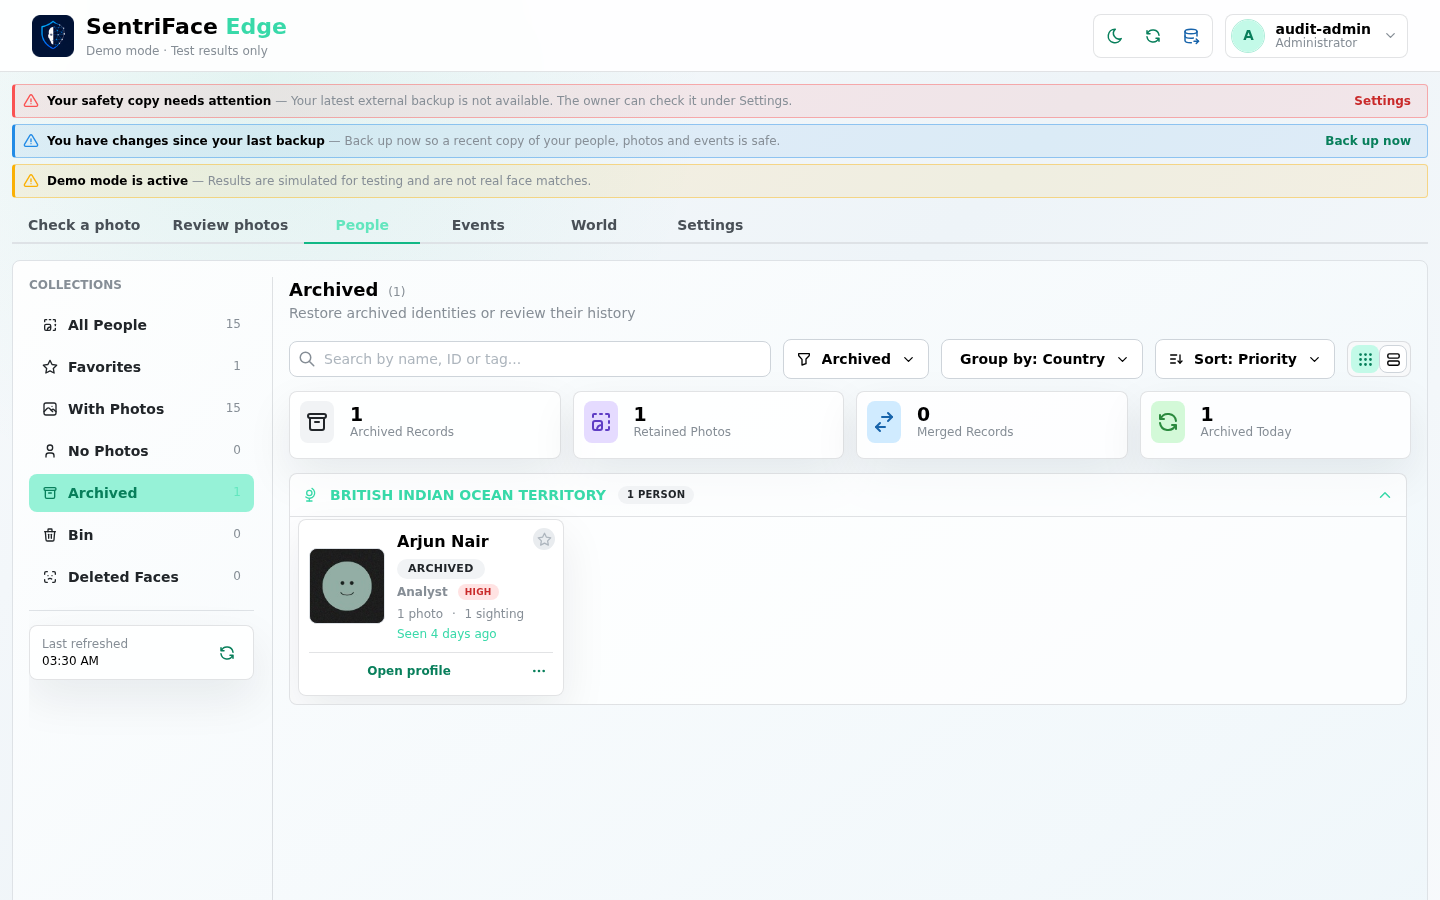 SentriFace Edge
Demo mode · Test results only
A
audit-admin
Administrator
Your safety copy needs attention — Your latest external backup is not available. The owner can check it under Settings.
Settings
You have changes since your last backup — Back up now so a recent copy of your people, photos and events is safe.
Back up now
Demo mode is active — Results are simulated for testing and are not real face matches.
Check a photo
Review photos
People
Events
World
Settings
COLLECTIONS
All People 15
Favorites 1
With Photos 15
No Photos 0
Archived 1
Bin 0
Deleted Faces 0
Last refreshed
03:30 AM
Archived (1)
Restore archived identities or review their history
Search by name, ID or tag...
Archived
Group by: Country
Sort: Priority
1
Archived Records
1
Retained Photos
0
Merged Records
1
Archived Today
BRITISH INDIAN OCEAN TERRITORY 1 PERSON
Arjun Nair
ARCHIVED
Analyst HIGH
1 photo · 1 sighting
Seen 4 days ago
Open profile